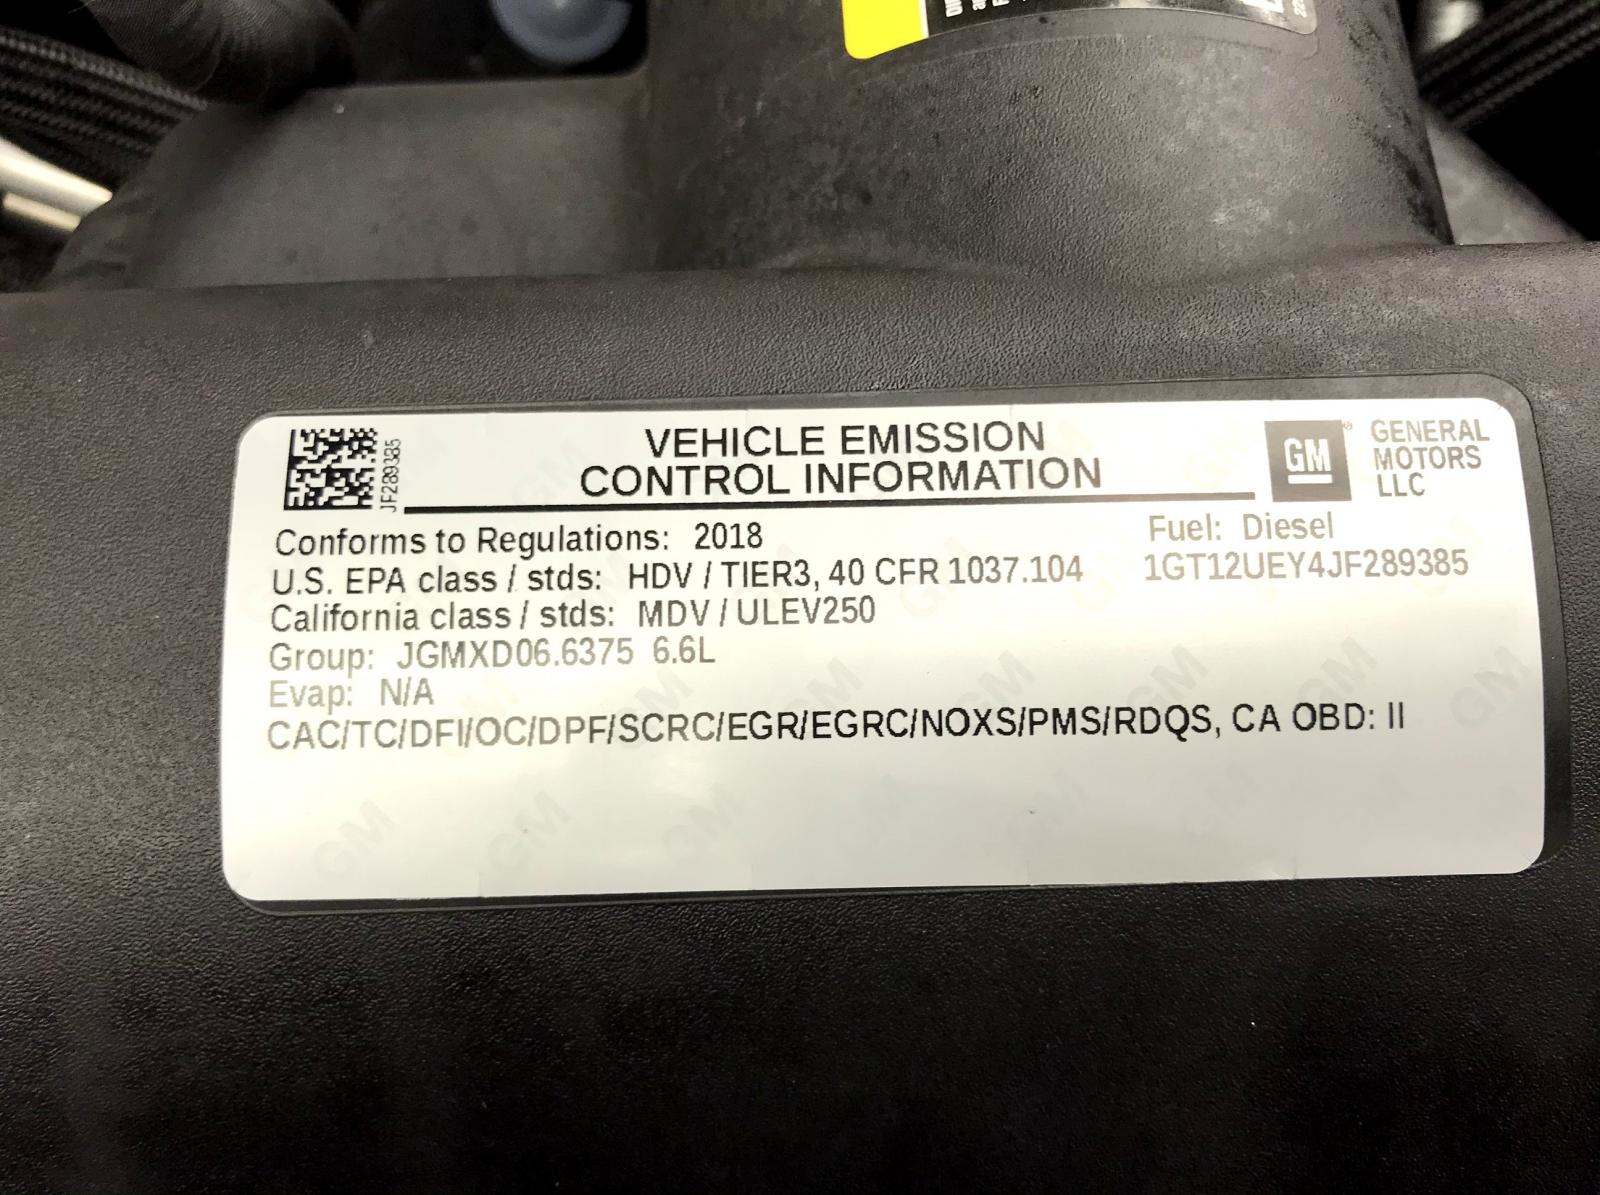 JF289385
VEHICLE EMISSION
CONTROL INFORMATION
GM
GENERAL
MOTORS
LLC
Conforms to Regulations: 2018
Fuel: Diesel
U.S. EPA class / stds: HDV / TIER3, 40 CFR 1037.104
1GT12UEY4JF289385
California class / stds: MDV / ULEV250
Group: JGMXD06.6375 6.6L
Evap: N/A
CAC/TC/DFI/OC/DPF/SCRC/EGR/EGRC/NOXS/PMS/RDQS, CA OBD: II